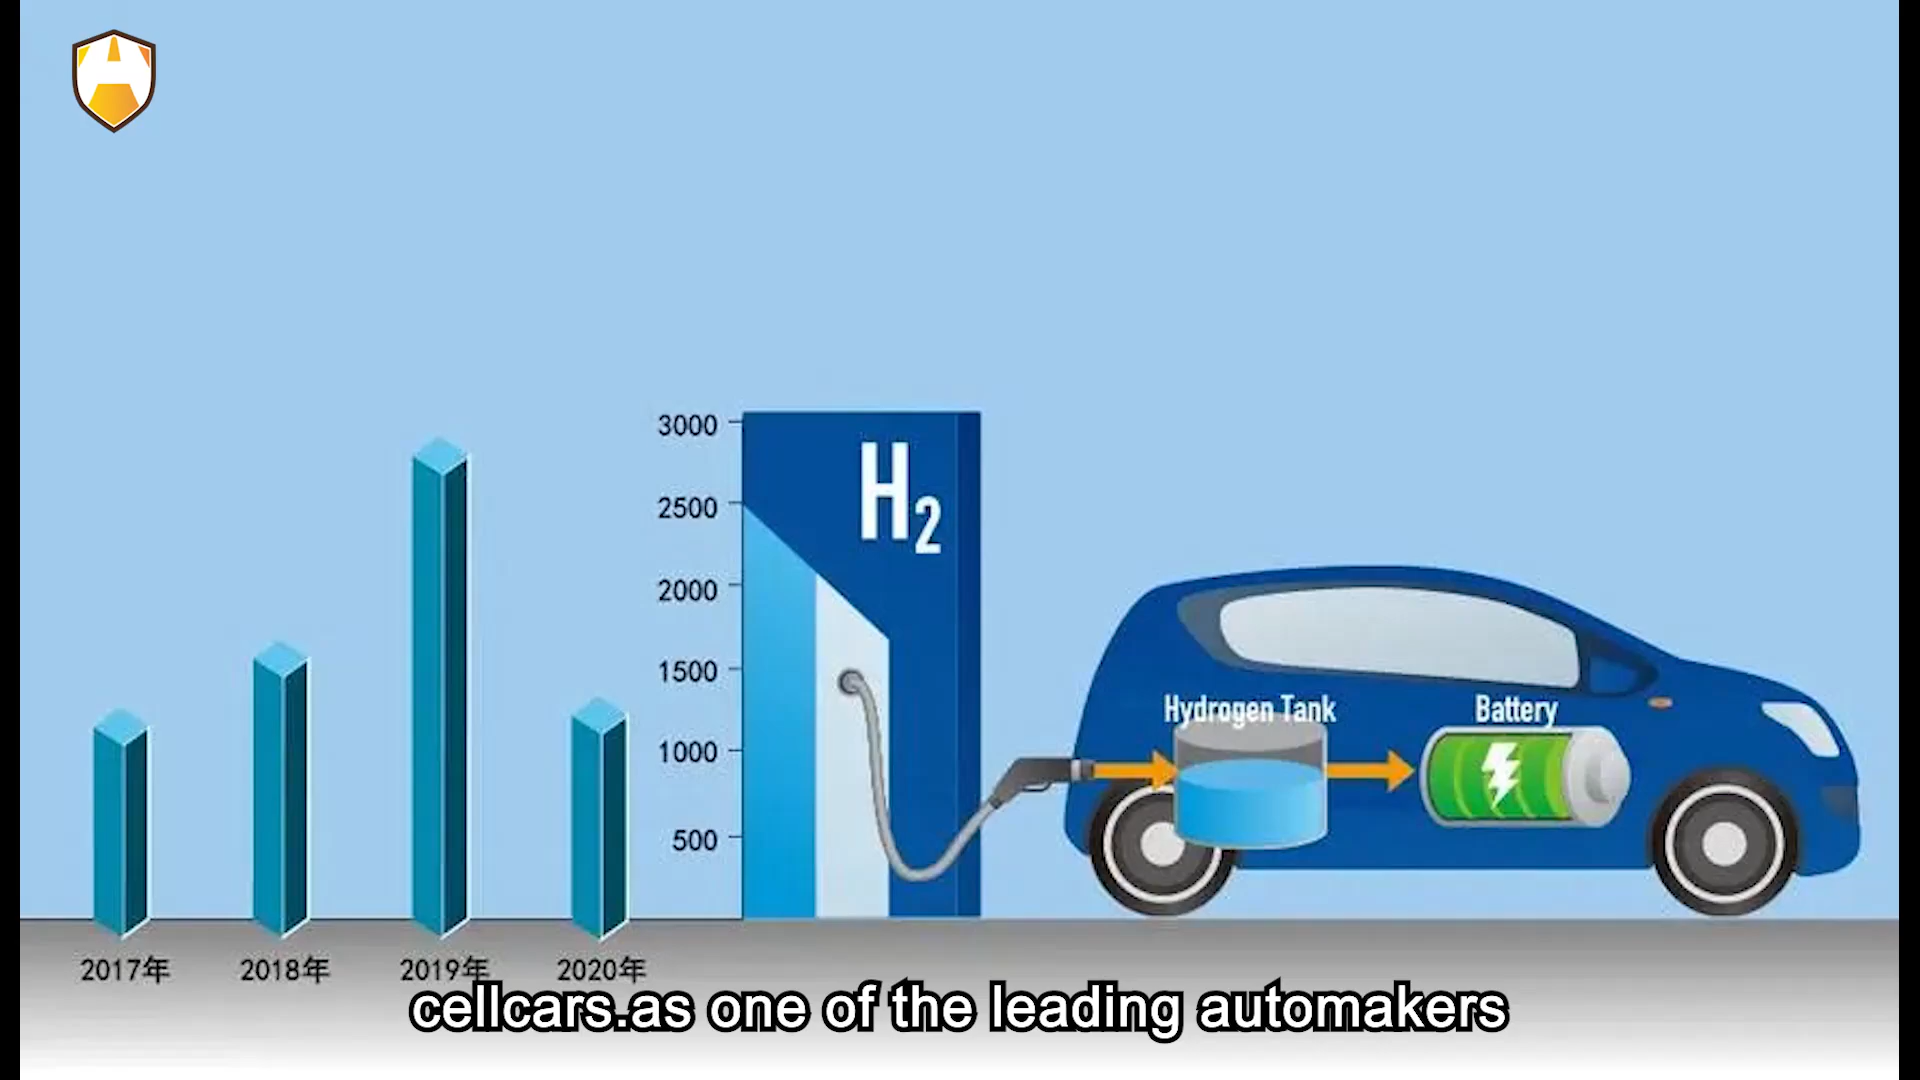 3000
2500
2000
1500
1000
500
H2
Hydrogen Tank
Battery
2017年 2018年 2019年 2020年
cellcars.as one of the leading automakers